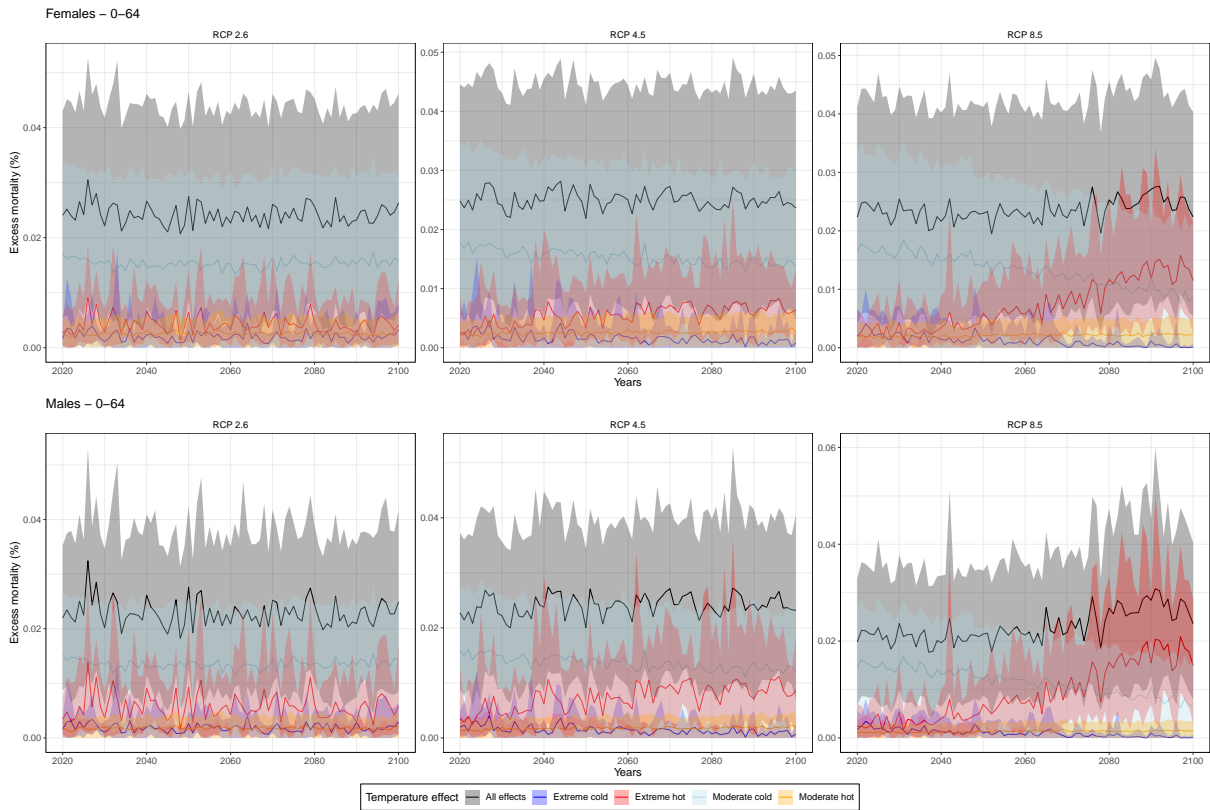 Females – 0–64
RCP 2.6
RCP 4.5
RCP 8.5
Excess mortality (%)
0.04
0.02
0.00
0.05
0.04
0.03
0.02
0.01
0.00
0.05
0.04
0.03
0.02
0.01
0.00
2020 2040 2060 2080 2100
2020 2040 2060 2080 2100
2020 2040 2060 2080 2100
Years
Males – 0–64
RCP 2.6
RCP 4.5
RCP 8.5
Excess mortality (%)
0.04
0.02
0.00
0.04
0.02
0.00
0.06
0.04
0.02
0.00
2020 2040 2060 2080 2100
2020 2040 2060 2080 2100
2020 2040 2060 2080 2100
Years
Temperature effect All effects Extreme cold Extreme hot Moderate cold Moderate hot